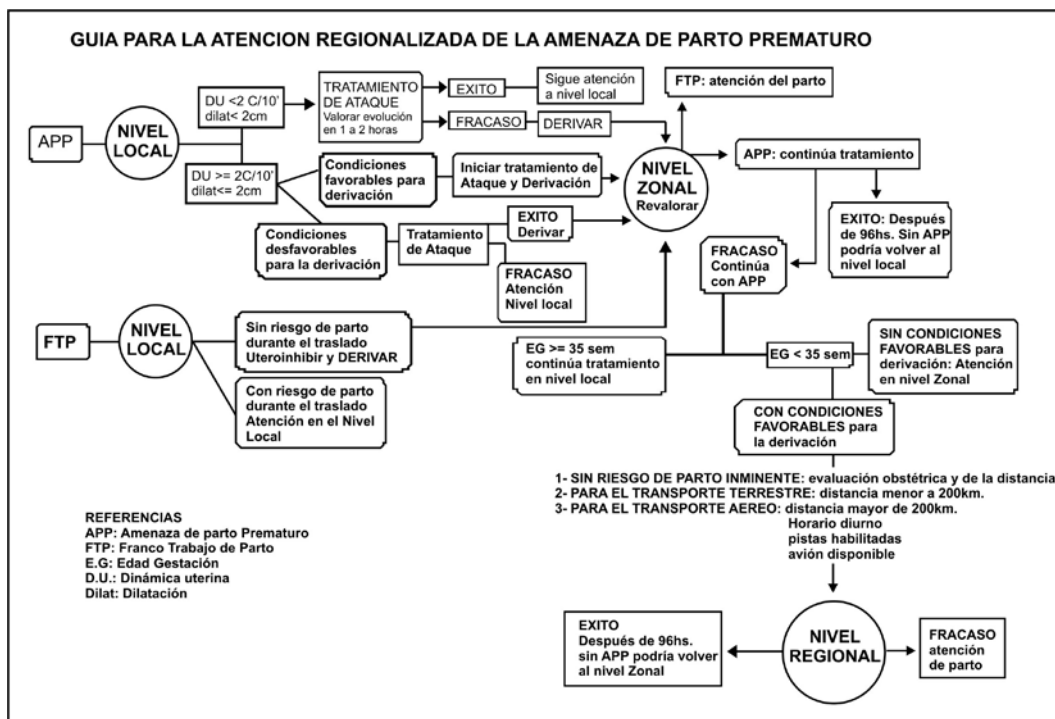 GUIA PARA LA ATENCION REGIONALIZADA DE LA AMENAZA DE PARTO PREMATURO
APP
NIVEL
LOCAL
DU <2 C/10'
dilat< 2cm
TRATAMIENTO
DE ATAQUE
Valorar evolución
en 1 a 2 horas
EXITO
Sigue atención
a nivel local
FRACASO
DERIVAR
DU >= 2C/10'
dilat<= 2cm
Condiciones
favorables para
derivación
Iniciar tratamiento de
Ataque y Derivación
Condiciones
desfavorables
para la derivación
Tratamiento
de Ataque
EXITO
Derivar
FRACASO
Atención
Nivel local
NIVEL
ZONAL
Revalorar
FTP: atención del parto
APP: continúa tratamiento
EXITO: Después
de 96hs. Sin APP
podría volver al
nivel local
FRACASO
Continúa
con APP
FTP
NIVEL
LOCAL
Sin riesgo de parto
durante el traslado
Uteroinhibir y DERIVAR
Con riesgo de parto
durante el traslado
Atención en el Nivel
Local
EG >= 35 sem
continúa tratamiento
en nivel local
EG < 35 sem
SIN CONDICIONES
FAVORABLES para
derivación: Atención
en nivel Zonal
CON CONDICIONES
FAVORABLES para
la derivación
1- SIN RIESGO DE PARTO INMINENTE: evaluación obstétrica y de la distancia
2- PARA EL TRANSPORTE TERRESTRE: distancia menor a 200km.
3- PARA EL TRANSPORTE AEREO: distancia mayor de 200km.
Horario diurno
pistas habilitadas
avión disponible
REFERENCIAS
APP: Amenaza de parto Prematuro
FTP: Franco Trabajo de Parto
E.G: Edad Gestación
D.U.: Dinámica uterina
Dilat: Dilatación
EXITO
Después de 96hs.
sin APP podría volver
al nivel Zonal
NIVEL
REGIONAL
FRACASO
atención
de parto